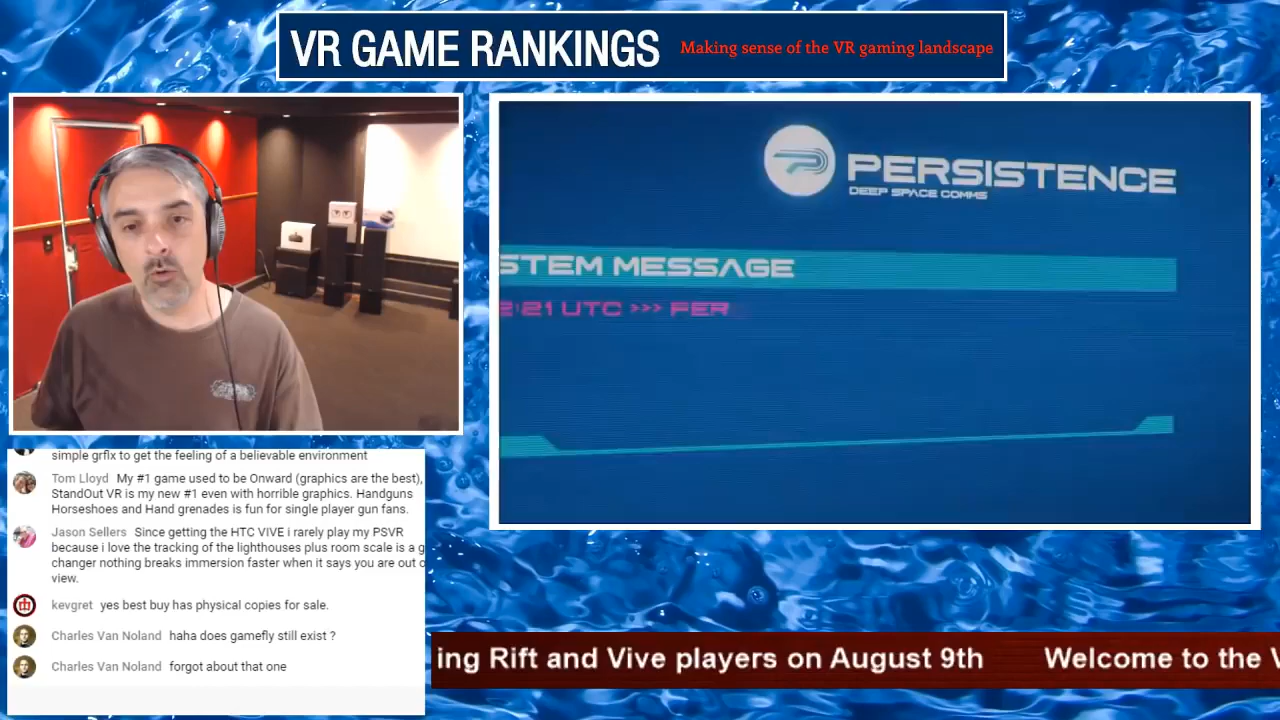 VR GAME RANKINGS Making sense of the VR gaming landscape
PERSISTENCE
DEEP SPACE COMMS
STEM MESSAGE
2:21 UTC >>> PER
simple grflx to get the feeling of a believable environment
Tom Lloyd My #1 game used to be Onward (graphics are the best),
StandOut VR is my new #1 even with horrible graphics. Handguns
Horseshoes and Hand grenades is fun for single player gun fans.
Jason Sellers Since getting the HTC VIVE i rarely play my PSVR
because i love the tracking of the lighthouses plus room scale is a g
changer nothing breaks immersion faster when it says you are out o
view.
kevgret yes best buy has physical copies for sale.
Charles Van Noland haha does gamefly still exist ?
Charles Van Noland forgot about that one
ing Rift and Vive players on August 9th Welcome to the V